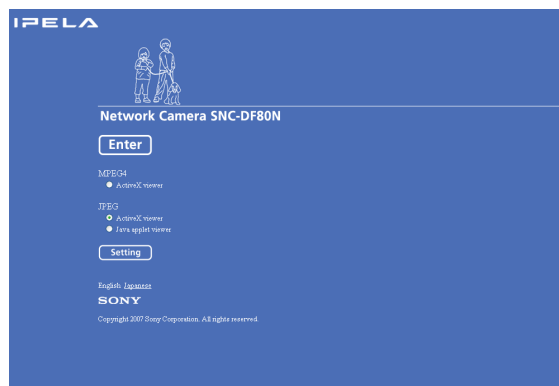 IPELA
Network Camera SNC-DF80N
Enter
MPEG4
ActiveX viewer
JPEG
ActiveX viewer
Java applet viewer
Setting
English Japanese
SONY
Copyright 2007 Sony Corporation, All rights reserved.